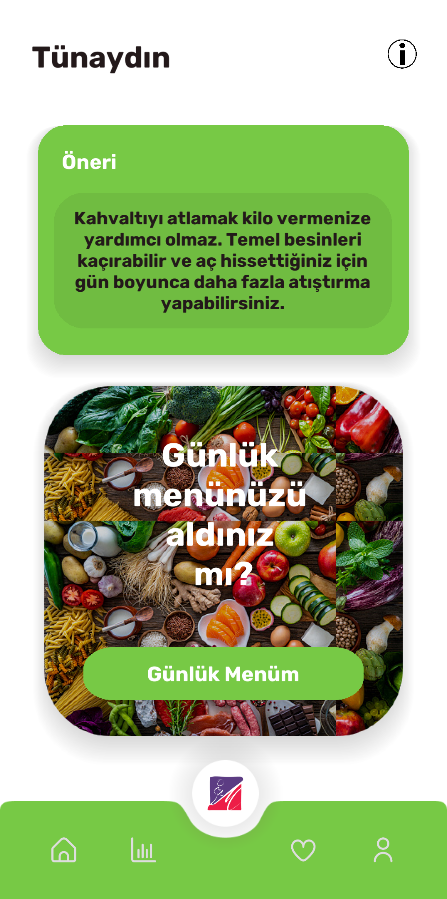 Tünaydın
Öneri
Kahvaltıyı atlamak kilo vermenize
yardımcı olmaz. Temel besinleri
kaçırabilir ve aç hissettiğiniz için
gün boyunca daha fazla atıştırma
yapabilirsiniz.
Günlük
menünüzü
aldınız
mı?
Günlük Menüm